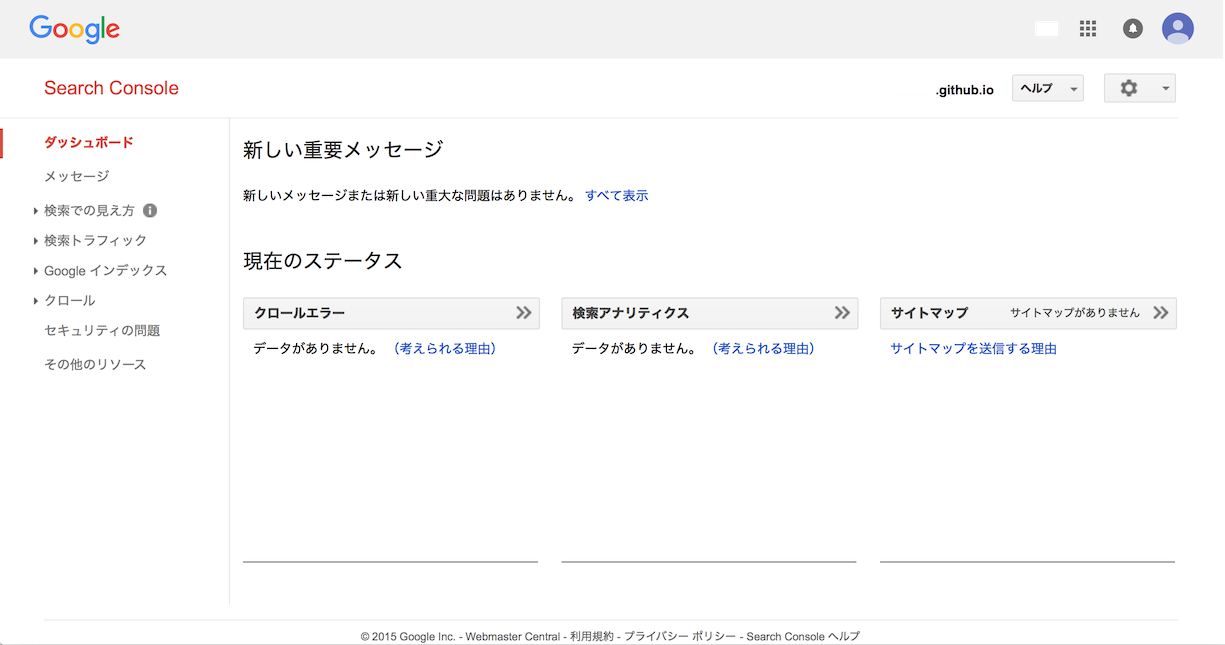 Google
Search Console
.github.io ヘルプ
ダッシュボード
メッセージ
検索での見え方
検索トラフィック
Google インデックス
クロール
セキュリティの問題
その他のリソース
新しい重要メッセージ
新しいメッセージまたは新しい重大な問題はありません。 すべて表示
現在のステータス
クロールエラー
データがありません。 (考えられる理由)
検索アナリティクス
データがありません。 (考えられる理由)
サイトマップ サイトマップがありません
サイトマップを送信する理由
© 2015 Google Inc. - Webmaster Central - 利用規約 - プライバシー ポリシー - Search Console ヘルプ